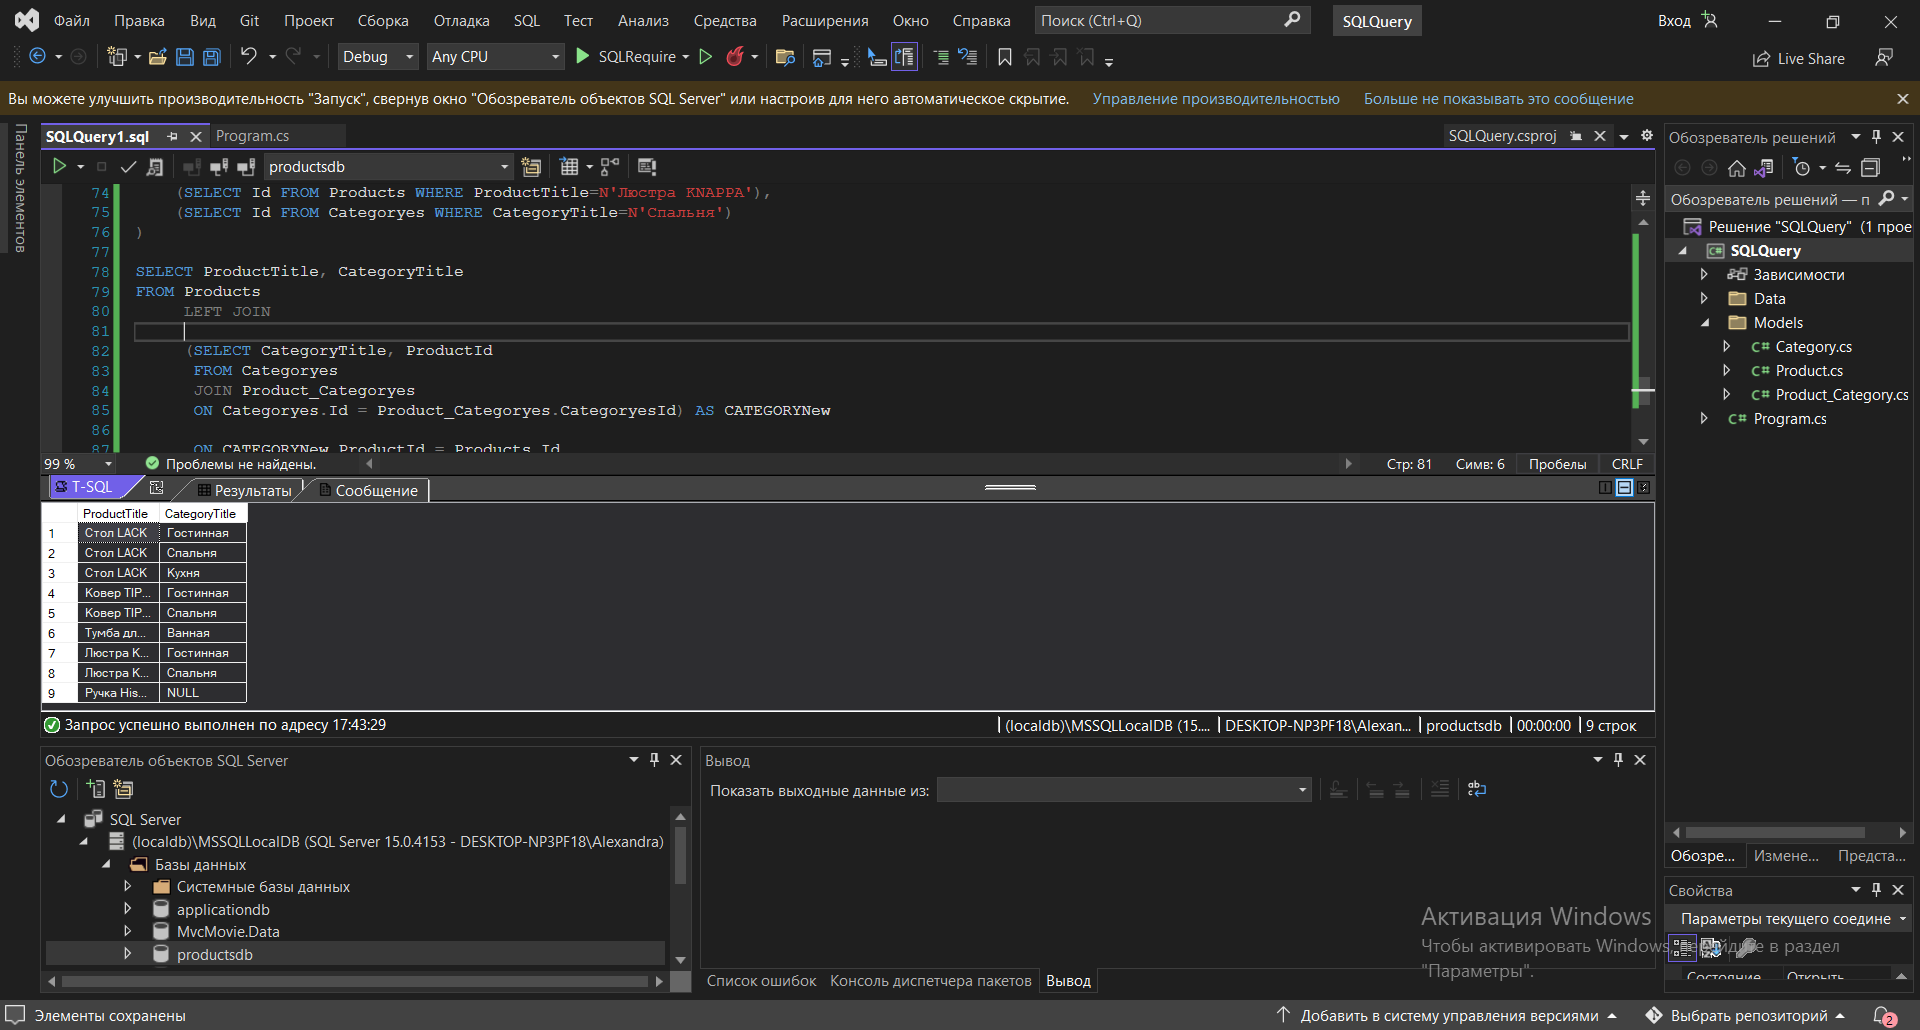 Файл Правка Вид Git Проект Сборка Отладка SQL Тест Анализ Средства Расширения Окно Справка Поиск (Ctrl+Q) SQLQuery Вход
Debug Any CPU SQLRequire Live Share
Вы можете улучшить производительность "Запуск", свернув окно "Обозреватель объектов SQL Server" или настроив для него автоматическое скрытие. Управление производительностью Больше не показывать это сообщение
Панель элементов
SQLQuery1.sql Program.cs SQLQuery.csproj
productsdb
74 (SELECT Id FROM Products WHERE ProductTitle=N'Люстра KNAPPA'),
75 (SELECT Id FROM Categoryes WHERE CategoryTitle=N'Спальня')
76 )
77
78 SELECT ProductTitle, CategoryTitle
79 FROM Products
80 LEFT JOIN
81
82 (SELECT CategoryTitle, ProductId
83 FROM Categoryes
84 JOIN Product_Categoryes
85 ON Categoryes.Id = Product_Categoryes.CategoryesId) AS CATEGORYNew
86
87 ON CATEGORYNew.ProductId = Products.Id
99 % Проблемы не найдены. Стр: 81 Симв: 6 Пробелы CRLF
T-SQL Результаты Сообщение
ProductTitle CategoryTitle
1 Стол LACK Гостинная
2 Стол LACK Спальня
3 Стол LACK Кухня
4 Ковер TIP... Гостинная
5 Ковер TIP... Спальня
6 Тумба дл... Ванная
7 Люстра K... Гостинная
8 Люстра K... Спальня
9 Ручка His... NULL
Запрос успешно выполнен по адресу 17:43:29 (localdb)\MSSQLLocalDB (15.... DESKTOP-NP3PF18\Alexan... productsdb 00:00:00 9 строк
Обозреватель объектов SQL Server
SQL Server
(localdb)\MSSQLLocalDB (SQL Server 15.0.4153 - DESKTOP-NP3PF18\Alexandra)
Базы данных
Системные базы данных
applicationdb
MvcMovie.Data
productsdb
Вывод
Показать выходные данные из:
Список ошибок Консоль диспетчера пакетов Вывод
Обозреватель решений
Обозреватель решений — п
Решение "SQLQuery" (1 прое
SQLQuery
Зависимости
Data
Models
C# Category.cs
C# Product.cs
C# Product_Category.cs
C# Program.cs
Обозре... Измене... Предста...
Свойства
Параметры текущего соедине
Состояние Открыть
Активация Windows
Чтобы активировать Windows, перейдите в раздел
"Параметры".
Элементы сохранены Добавить в систему управления версиями Выбрать репозиторий 2